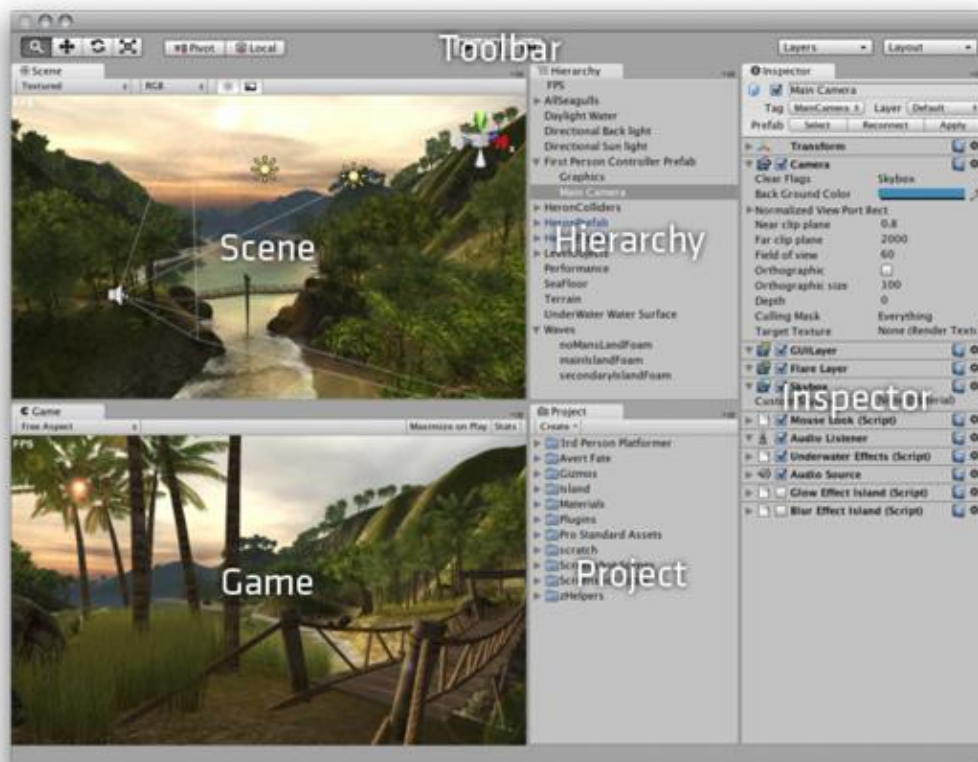 Toolbar
Pivot
Local
Layers
Layout
Scene
Textured
RGB
Scene
Hierarchy
FPS
AllSeagulls
Daylight Water
Directional Back light
Directional Sun light
First Person Controller Prefab
Graphics
Main Camera
HeronColliders
HeronPrefab
LevelObjects
Performance
SeaFloor
Terrain
UnderWater Water Surface
Waves
noMansLandFoam
mainIslandFoam
secondaryIslandFoam
Hierarchy
Inspector
Main Camera
Tag MainCamera Layer Default
Prefab Select Reconnect Apply
Transform
Camera
Clear Flags Skybox
Back Ground Color
Normalized View Port Rect
Near clip plane 0.8
Far clip plane 2000
Field of view 60
Orthographic
Orthographic size 100
Depth 0
Culling Mask Everything
Target Texture None (Render Text
GUILayer
Flare Layer
Skybox
Inspector
Mouse Look (Script)
Audio Listener
Underwater Effects (Script)
Audio Source
Glow Effect Island (Script)
Blur Effect Island (Script)
Game
Free Aspect
Maximize on Play Stats
FPS
Game
Project
Create
3rd Person Platformer
Avert Fate
Gizmos
Island
Materials
Plugins
Pro Standard Assets
scratch
zHelpers
Project